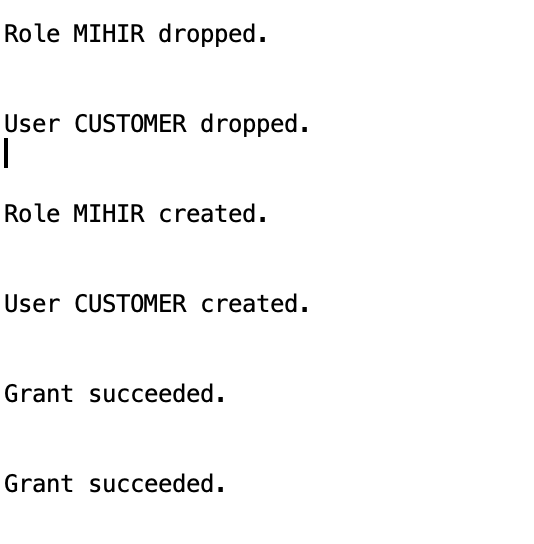 Role MIHIR dropped.
User CUSTOMER dropped.
Role MIHIR created.
User CUSTOMER created.
Grant succeeded.
Grant succeeded.